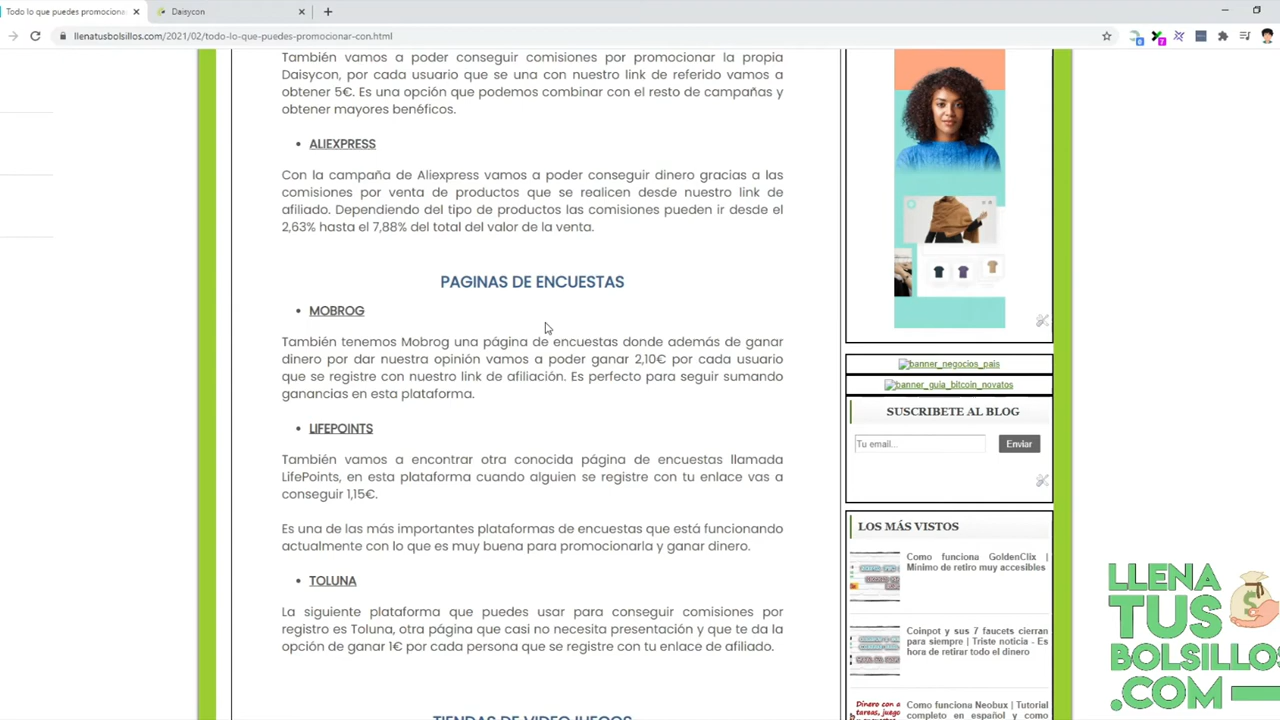 Todo lo que puedes promociona
Daisycon
llenatusbolsillos.com/2021/02/todo-lo-que-puedes-promocionar-con.html
También vamos a poder conseguir comisiones por promocionar la propia
Daisycon, por cada usuario que se una con nuestro link de referido vamos a
obtener 5€. Es una opción que podemos combinar con el resto de campañas y
obtener mayores benéficos.
• ALIEXPRESS
Con la campaña de Aliexpress vamos a poder conseguir dinero gracias a las
comisiones por venta de productos que se realicen desde nuestro link de
afiliado. Dependiendo del tipo de productos las comisiones pueden ir desde el
2,63% hasta el 7,88% del total del valor de la venta.
PAGINAS DE ENCUESTAS
• MOBROG
También tenemos Mobrog una página de encuestas donde además de ganar
dinero por dar nuestra opinión vamos a poder ganar 2,10€ por cada usuario
que se registre con nuestro link de afiliación. Es perfecto para seguir sumando
ganancias en esta plataforma.
• LIFEPOINTS
También vamos a encontrar otra conocida página de encuestas llamada
LifePoints, en esta plataforma cuando alguien se registre con tu enlace vas a
conseguir 1,15€.
Es una de las más importantes plataformas de encuestas que está funcionando
actualmente con lo que es muy buena para promocionarla y ganar dinero.
• TOLUNA
La siguiente plataforma que puedes usar para conseguir comisiones por
registro es Toluna, otra página que casi no necesita presentación y que te da la
opción de ganar 1€ por cada persona que se registre con tu enlace de afiliado.
TIENDAS DE VIDEOJUEGOS
banner_negocios_pais
banner_guia_bitcoin_novatos
SUSCRIBETE AL BLOG
Tu email...
Enviar
LOS MÁS VISTOS
Como funciona GoldenClix |
Mínimo de retiro muy accesibles
Coinpot y sus 7 faucets cierran
para siempre | Triste noticia - Es
hora de retirar todo el dinero
Como funciona Neobux | Tutorial
completo en español y como
Dinero con a
tareas, jueg
LLENA
TUS
BOLSILLOS
.COM